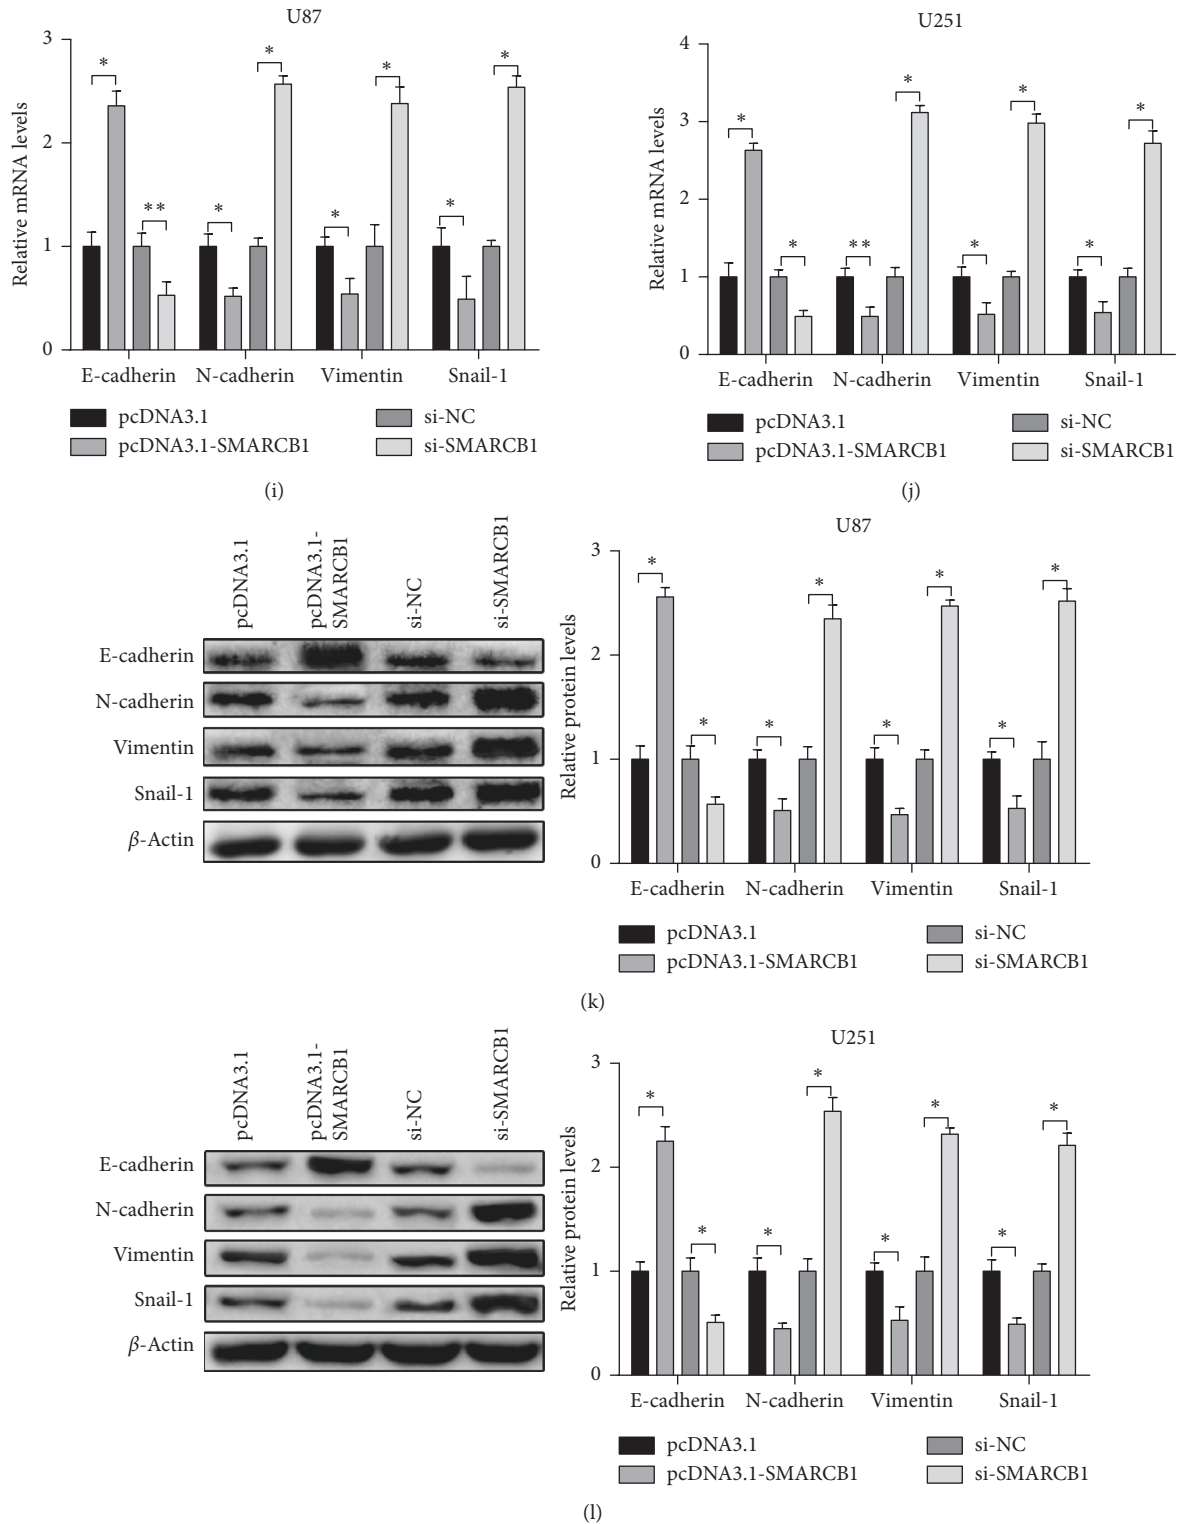 U87
Relative mRNA levels
3
2
1
0
* ** * * * * * *
E-cadherin N-cadherin Vimentin Snail-1
pcDNA3.1 si-NC
pcDNA3.1-SMARCB1 si-SMARCB1
(i)
U251
Relative mRNA levels
4
3
2
1
0
* * ** * * * * *
E-cadherin N-cadherin Vimentin Snail-1
pcDNA3.1 si-NC
pcDNA3.1-SMARCB1 si-SMARCB1
(j)
pcDNA3.1
pcDNA3.1-
SMARCB1
si-NC
si-SMARCB1
E-cadherin
N-cadherin
Vimentin
Snail-1
β-Actin
U87
Relative protein levels
3
2
1
0
* * * * * * * *
E-cadherin N-cadherin Vimentin Snail-1
pcDNA3.1 si-NC
pcDNA3.1-SMARCB1 si-SMARCB1
(k)
pcDNA3.1
pcDNA3.1-
SMARCB1
si-NC
si-SMARCB1
E-cadherin
N-cadherin
Vimentin
Snail-1
β-Actin
U251
Relative protein levels
3
2
1
0
* * * * * * * *
E-cadherin N-cadherin Vimentin Snail-1
pcDNA3.1 si-NC
pcDNA3.1-SMARCB1 si-SMARCB1
(l)